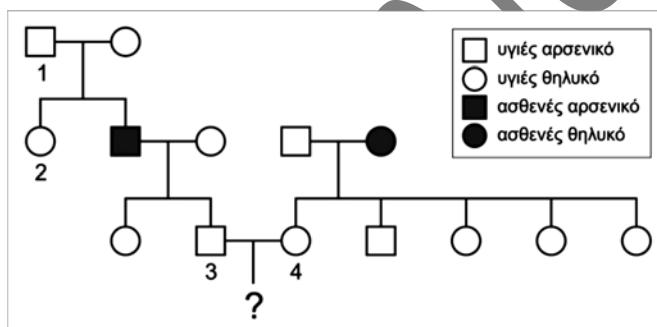 1
υγιές αρσενικό
υγιές θηλυκό
ασθενές αρσενικό
ασθενές θηλυκό
2
3
4
?